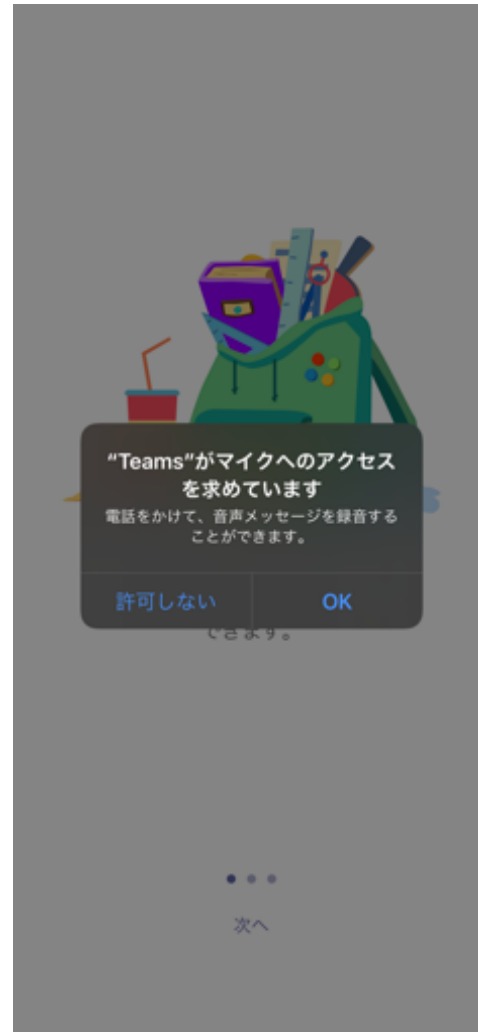 “Teams”がマイクへのアクセス
を求めています
電話をかけて、音声メッセージを録音する
ことができます。
許可しない
OK
できます。
次へ